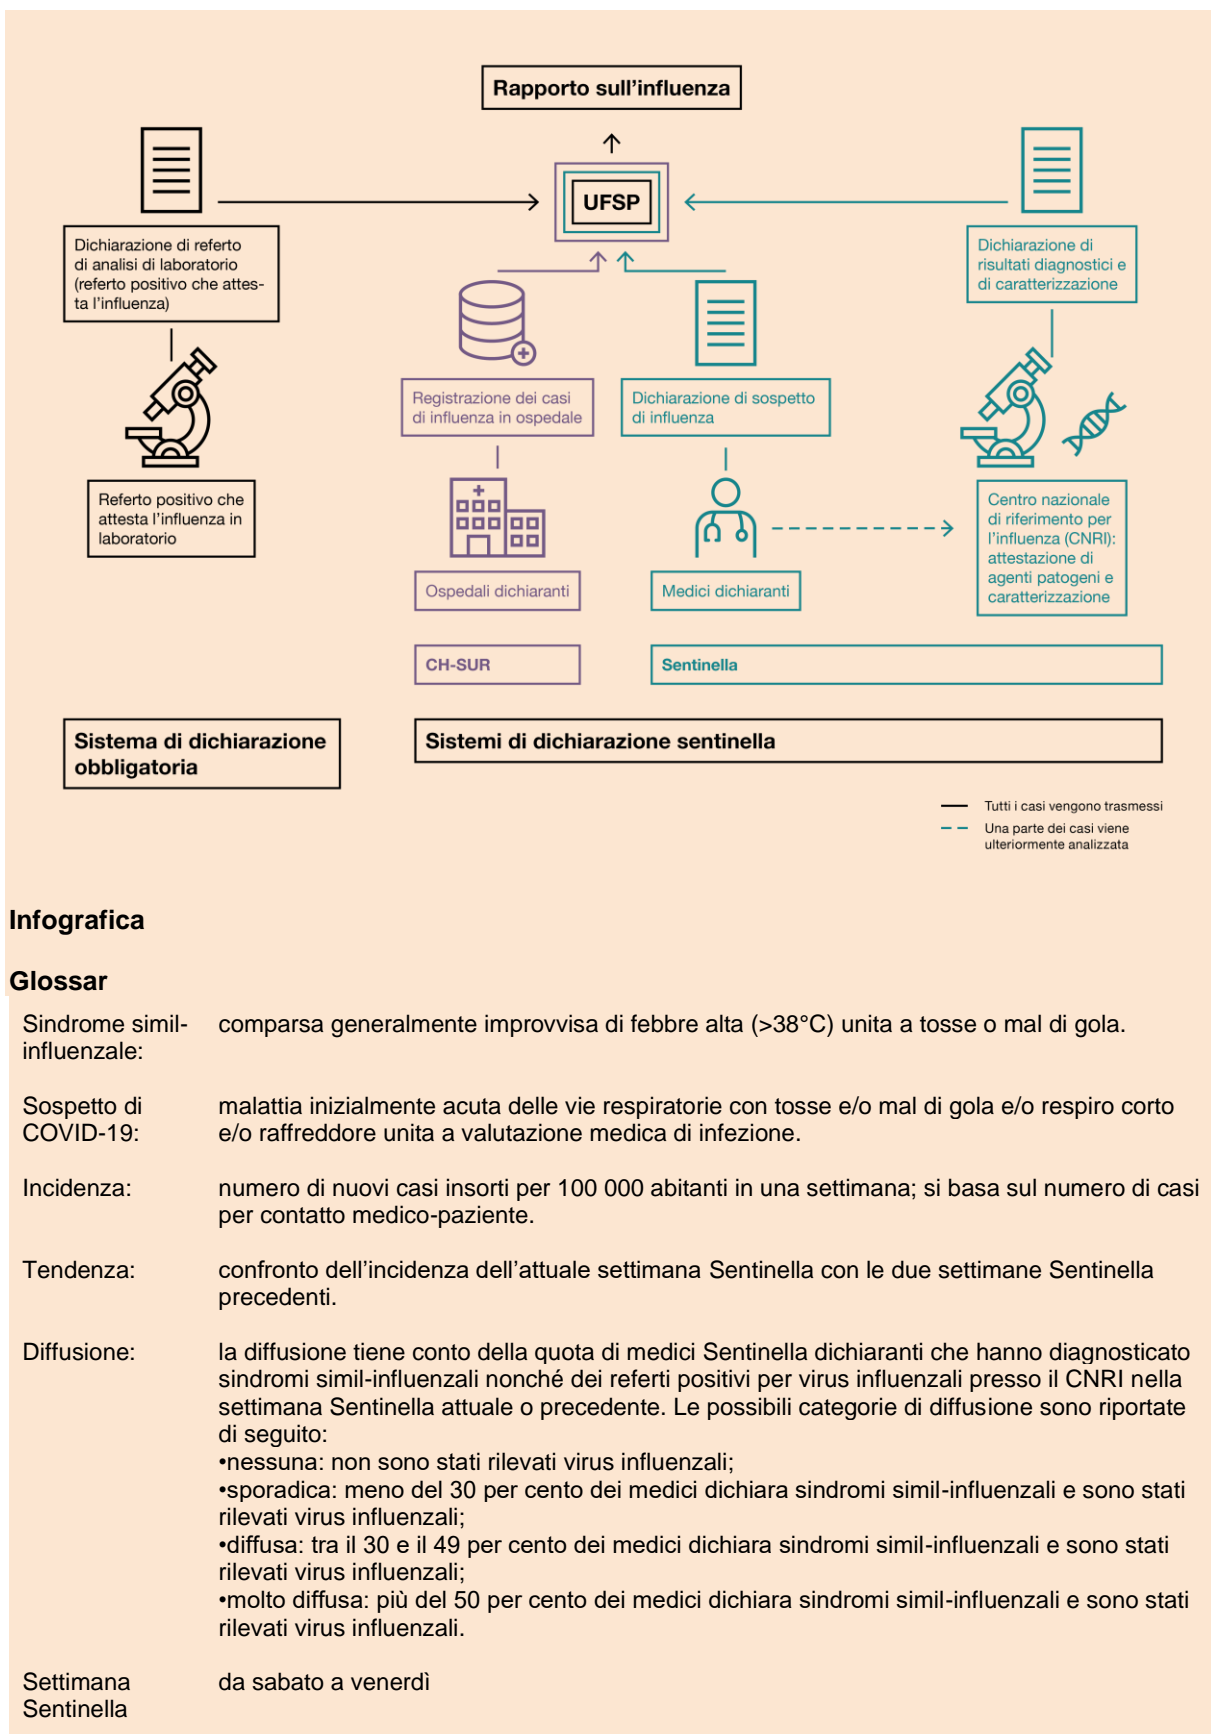 Rapporto sull'influenza
UFSP
Dichiarazione di referto
di analisi di laboratorio
(referto positivo che attes-
ta l'influenza)
Dichiarazione di
risultati diagnostici e
di caratterizzazione
Registrazione dei casi
di influenza in ospedale
Dichiarazione di sospetto
di influenza
Referto positivo che
attesta l'influenza in
laboratorio
Centro nazionale
di riferimento per
l'influenza (CNRI):
attestazione di
agenti patogeni e
caratterizzazione
Ospedali dichiaranti
Medici dichiaranti
CH-SUR
Sentinella
Sistema di dichiarazione
obbligatoria
Sistemi di dichiarazione sentinella
Tutti i casi vengono trasmessi
Una parte dei casi viene
ulteriormente analizzata
Infografica
Glossar
Sindrome simil-
influenzale:
comparsa generalmente improvvisa di febbre alta (>38°C) unita a tosse o mal di gola.
Sospetto di
COVID-19:
malattia inizialmente acuta delle vie respiratorie con tosse e/o mal di gola e/o respiro corto
e/o raffreddore unita a valutazione medica di infezione.
Incidenza:
numero di nuovi casi insorti per 100 000 abitanti in una settimana; si basa sul numero di casi
per contatto medico-paziente.
Tendenza:
confronto dell'incidenza dell'attuale settimana Sentinella con le due settimane Sentinella
precedenti.
Diffusione:
la diffusione tiene conto della quota di medici Sentinella dichiaranti che hanno diagnosticato
sindromi simil-influenzali nonché dei referti positivi per virus influenzali presso il CNRI nella
settimana Sentinella attuale o precedente. Le possibili categorie di diffusione sono riportate
di seguito:
•nessuna: non sono stati rilevati virus influenzali;
•sporadica: meno del 30 per cento dei medici dichiara sindromi simil-influenzali e sono stati
rilevati virus influenzali;
•diffusa: tra il 30 e il 49 per cento dei medici dichiara sindromi simil-influenzali e sono stati
rilevati virus influenzali;
•molto diffusa: più del 50 per cento dei medici dichiara sindromi simil-influenzali e sono stati
rilevati virus influenzali.
Settimana
Sentinella
da sabato a venerdì